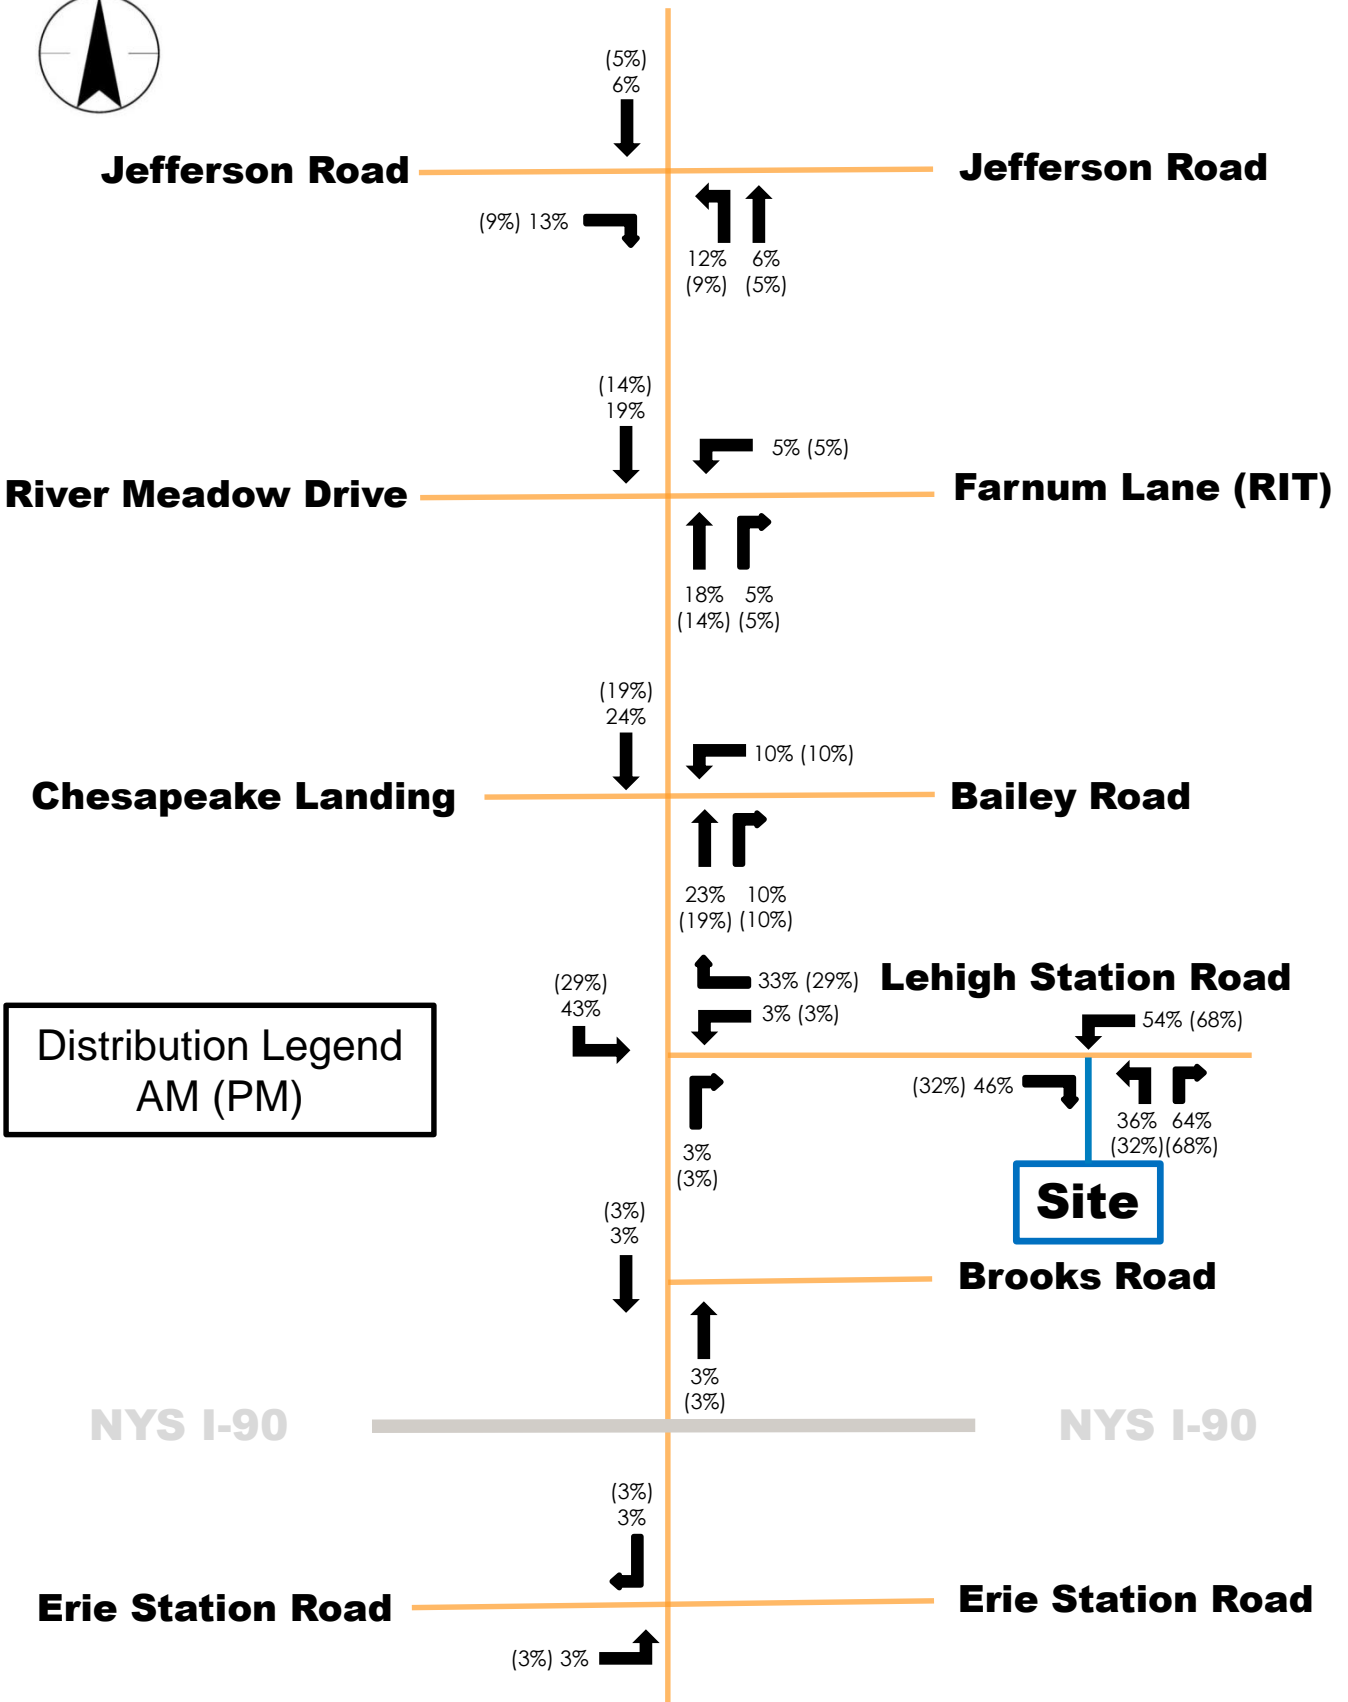 (5%)
6%
Jefferson Road
Jefferson Road
(9%) 13%
12% 6%
(9%) (5%)
(14%)
19%
5% (5%)
River Meadow Drive
Farnum Lane (RIT)
18% 5%
(14%) (5%)
(19%)
24%
10% (10%)
Chesapeake Landing
Bailey Road
23% 10%
(19%) (10%)
(29%)
43%
33% (29%)
Lehigh Station Road
3% (3%)
54% (68%)
Distribution Legend
AM (PM)
(32%) 46%
36% 64%
(32%)(68%)
3%
(3%)
Site
(3%)
3%
Brooks Road
3%
(3%)
NYS I-90
NYS I-90
(3%)
3%
Erie Station Road
Erie Station Road
(3%) 3%